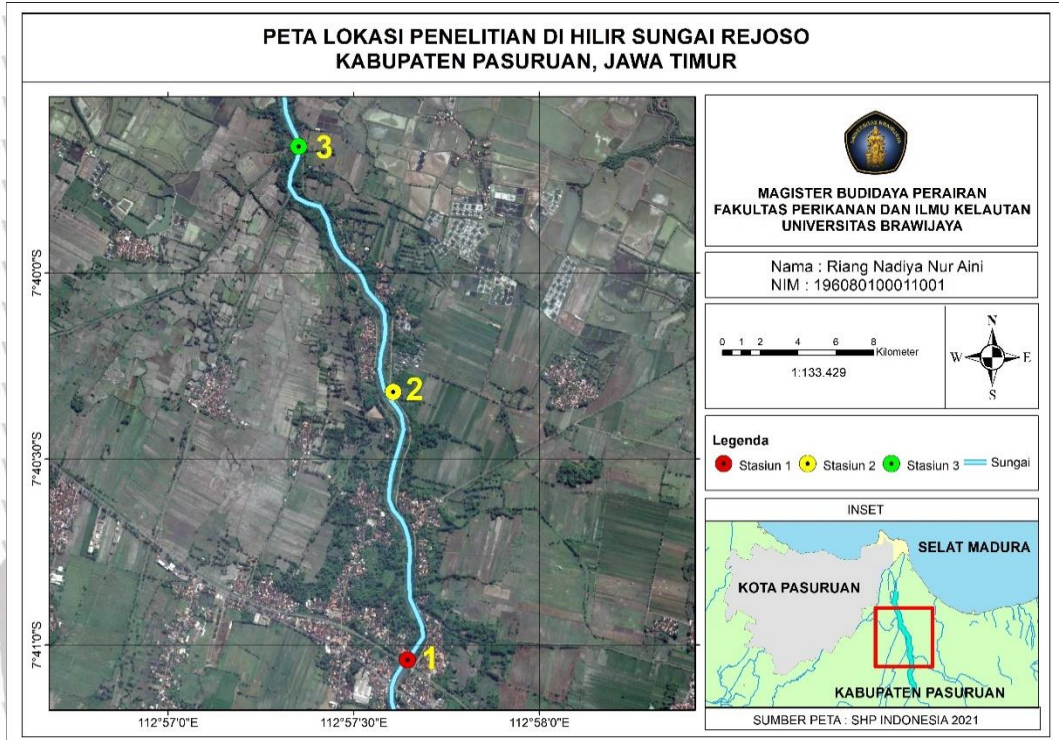 PETA LOKASI PENELITIAN DI HILIR SUNGAI REJOSO
KABUPATEN PASURUAN, JAWA TIMUR
3
2
1
7°40'0"S
7°40'30"S
7°41'0"S
112°57'0"E
112°57'30"E
112°58'0"E
MAGISTER BUDIDAYA PERAIRAN
FAKULTAS PERIKANAN DAN ILMU KELAUTAN
UNIVERSITAS BRAWIJAYA
Nama : Riang Nadiya Nur Aini
NIM : 196080100011001
0 1 2 4 6 8
Kilometer
1:133.429
N
W E
S
Legenda
Stasiun 1 Stasiun 2 Stasiun 3 Sungai
INSET
SELAT MADURA
KOTA PASURUAN
KABUPATEN PASURUAN
SUMBER PETA : SHP INDONESIA 2021